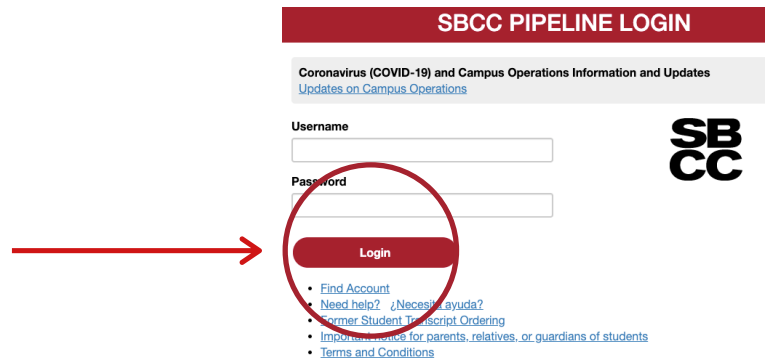 SBCC PIPELINE LOGIN
Coronavirus (COVID-19) and Campus Operations Information and Updates
Updates on Campus Operations
Username
SB
CC
Password
Login
Find Account
Need help? ¿Necesita ayuda?
Former Student Transcript Ordering
Important notice for parents, relatives, or guardians of students
Terms and Conditions